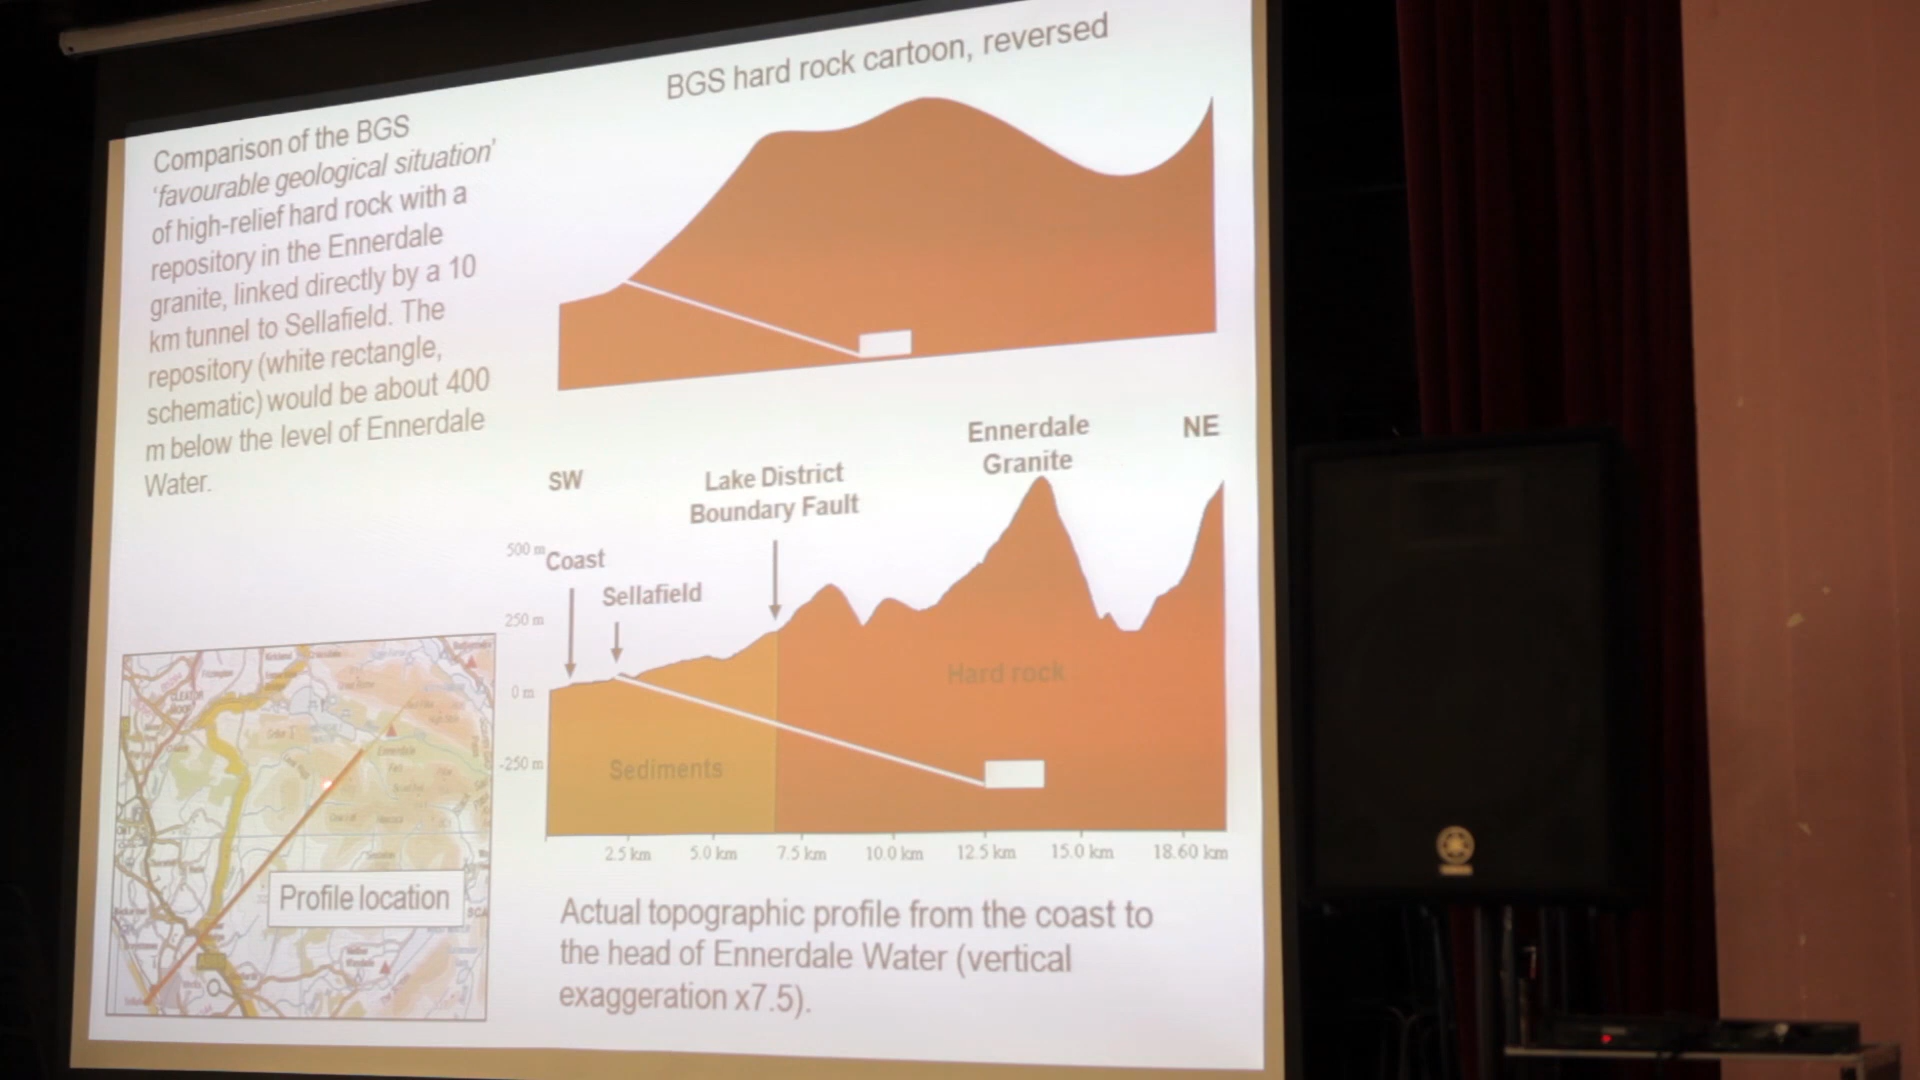 BGS hard rock cartoon, reversed
Comparison of the BGS
'favourable geological situation'
of high-relief hard rock with a
repository in the Ennerdale
granite, linked directly by a 10
km tunnel to Sellafield. The
repository (white rectangle,
schematic) would be about 400
m below the level of Ennerdale
Water.
SW
Lake District
Boundary Fault
Ennerdale
Granite
NE
500 m
Coast
Sellafield
250 m
0 m
-250 m
Hard rock
Sediments
2.5 km 5.0 km 7.5 km 10.0 km 12.5 km 15.0 km 18.60 km
Profile location
Actual topographic profile from the coast to
the head of Ennerdale Water (vertical
exaggeration x7.5).